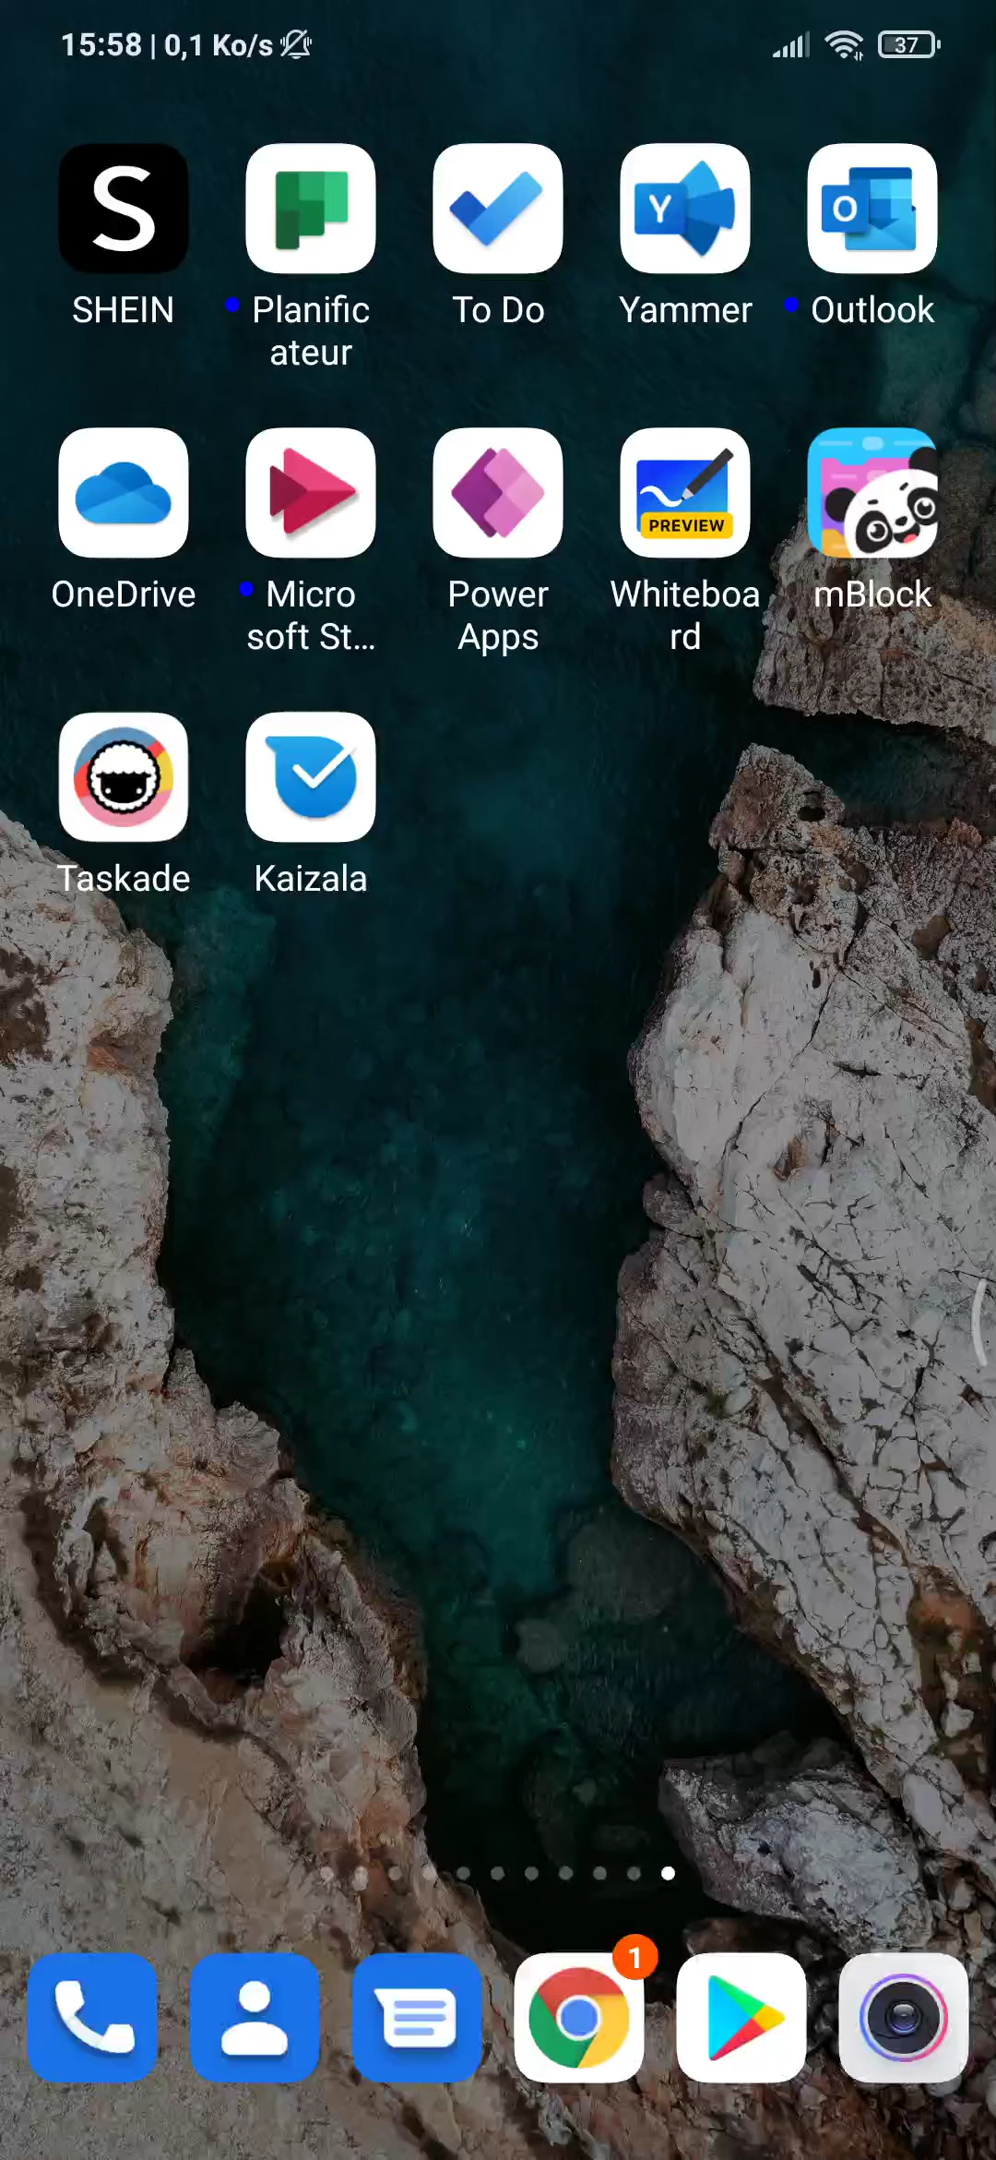 15:58 | 0,1 Ko/s
37
S
Y
O
SHEIN
Planific
ateur
To Do
Yammer
Outlook
PREVIEW
OneDrive
Micro
soft St...
Power
Apps
Whiteboa
rd
mBlock
Taskade
Kaizala
1